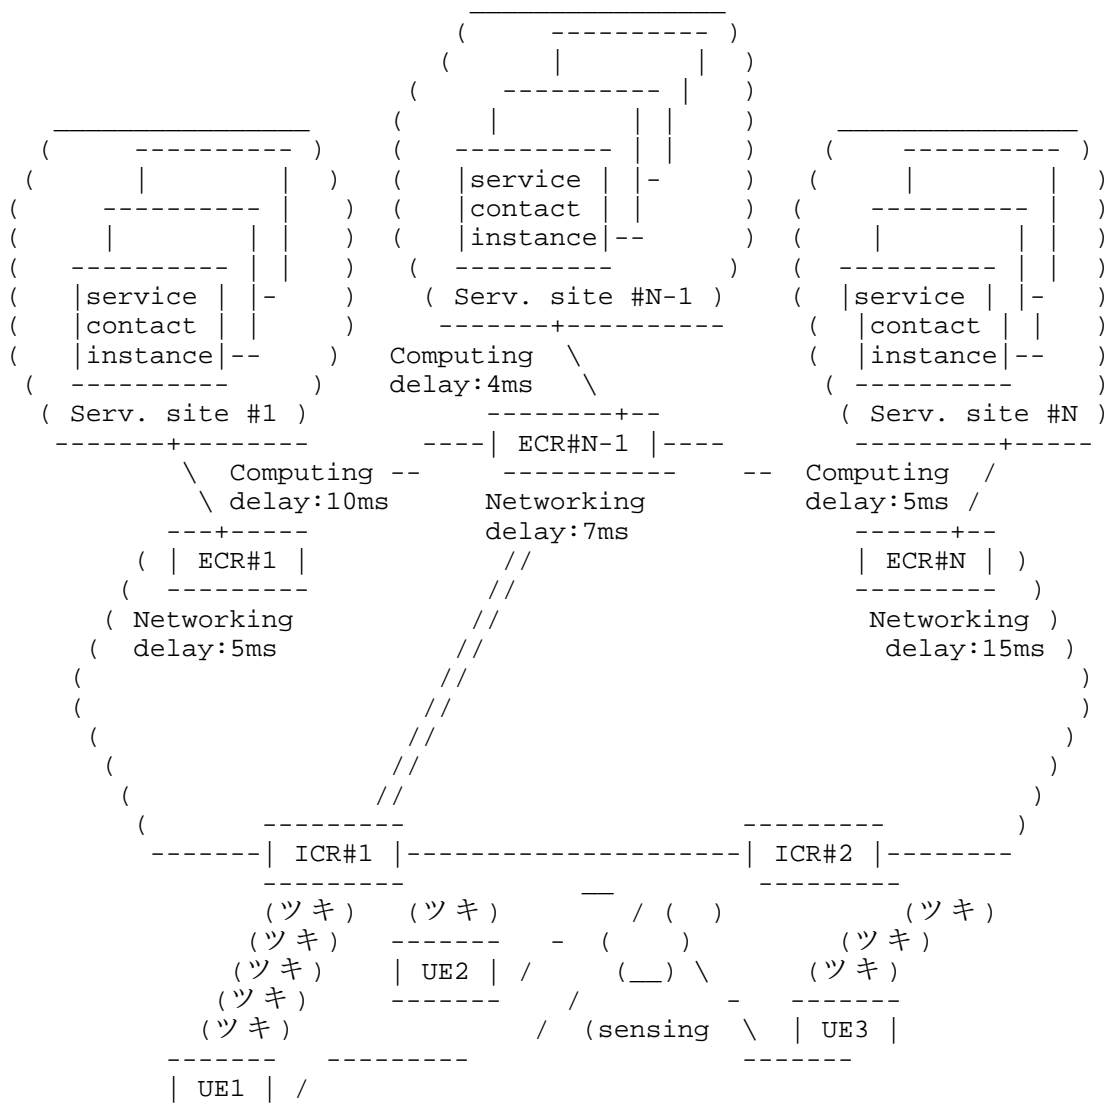 service
contact
instance
Serv. site #N-1
service
contact
instance
service
contact
instance
Computing
delay:4ms
Serv. site #1
Serv. site #N
ECR#N-1
Computing
Computing
delay:10ms
Networking
delay:5ms
delay:7ms
ECR#1
ECR#N
Networking
Networking
delay:5ms
delay:15ms
ICR#1
ICR#2
(ツキ) (ツキ) (ツキ)
(ツキ) (ツキ)
(ツキ) | UE2 | (ツキ)
(ツキ)
(ツキ) (sensing | UE3 |
| UE1 | /